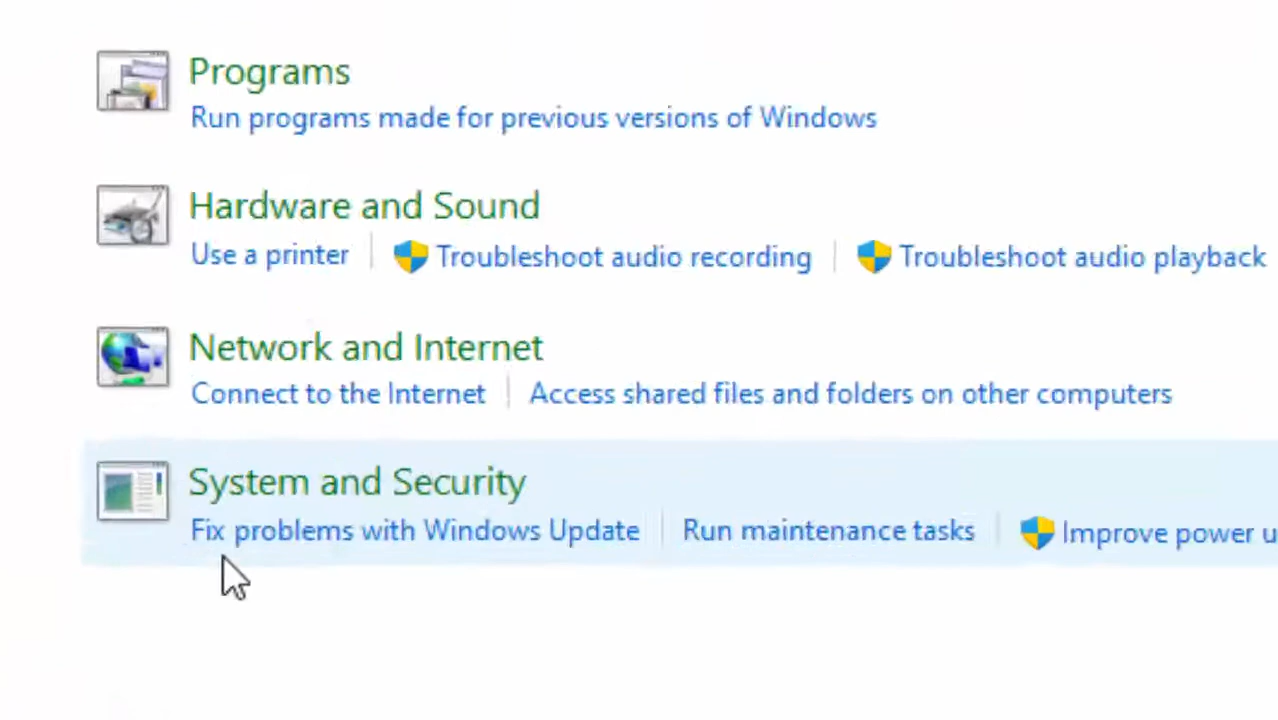 Programs
Run programs made for previous versions of Windows
Hardware and Sound
Use a printer Troubleshoot audio recording Troubleshoot audio playback
Network and Internet
Connect to the Internet Access shared files and folders on other computers
System and Security
Fix problems with Windows Update Run maintenance tasks Improve power u